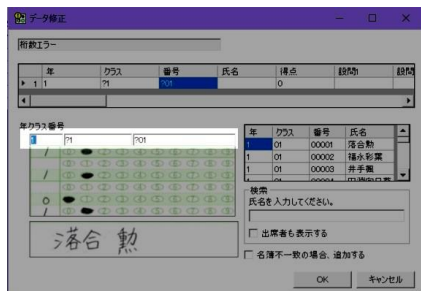 データ修正
桁数エラー
年 クラス 番号 氏名 得点 設問1 設問
1 1 ?1 ?01 0
年クラス番号
1 ?1 ?01
落合 勲
年 クラス 番号 氏名
1 01 00001 落合勲
1 01 00002 福永彩葉
1 01 00003 井手颯
検索
氏名を入力してください。
出席者も表示する
名簿不一致の場合、追加する
OK キャンセル